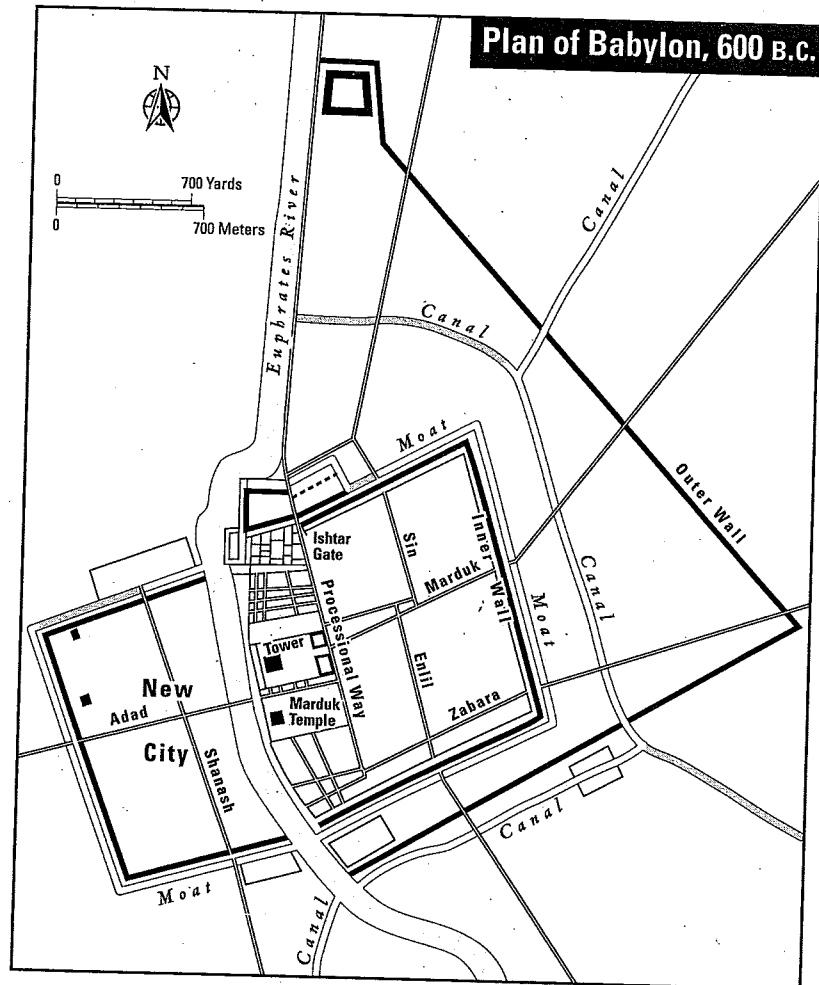 Plan of Babylon, 600 B.C.
N
0
700 Yards
0
700 Meters
Euphrates River
Canal
Canal
Moat
Outer Wall
Ishtar
Gate
Sin
Inner Wall
Marduk
Moat
Canal
Processional Way
Tower
Enlil
New
City
Adad
Shanash
Marduk
Temple
Zabara
Canal
Moat
Canal